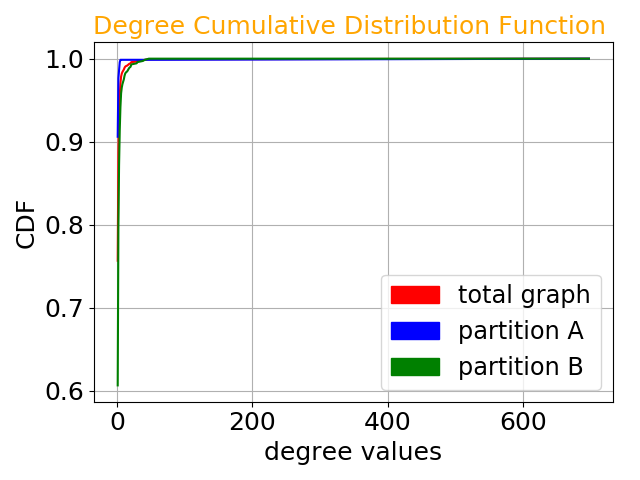 Degree Cumulative Distribution Function
1.0
0.9
0.8
0.7
0.6
CDF
0 200 400 600
degree values
total graph
partition A
partition B